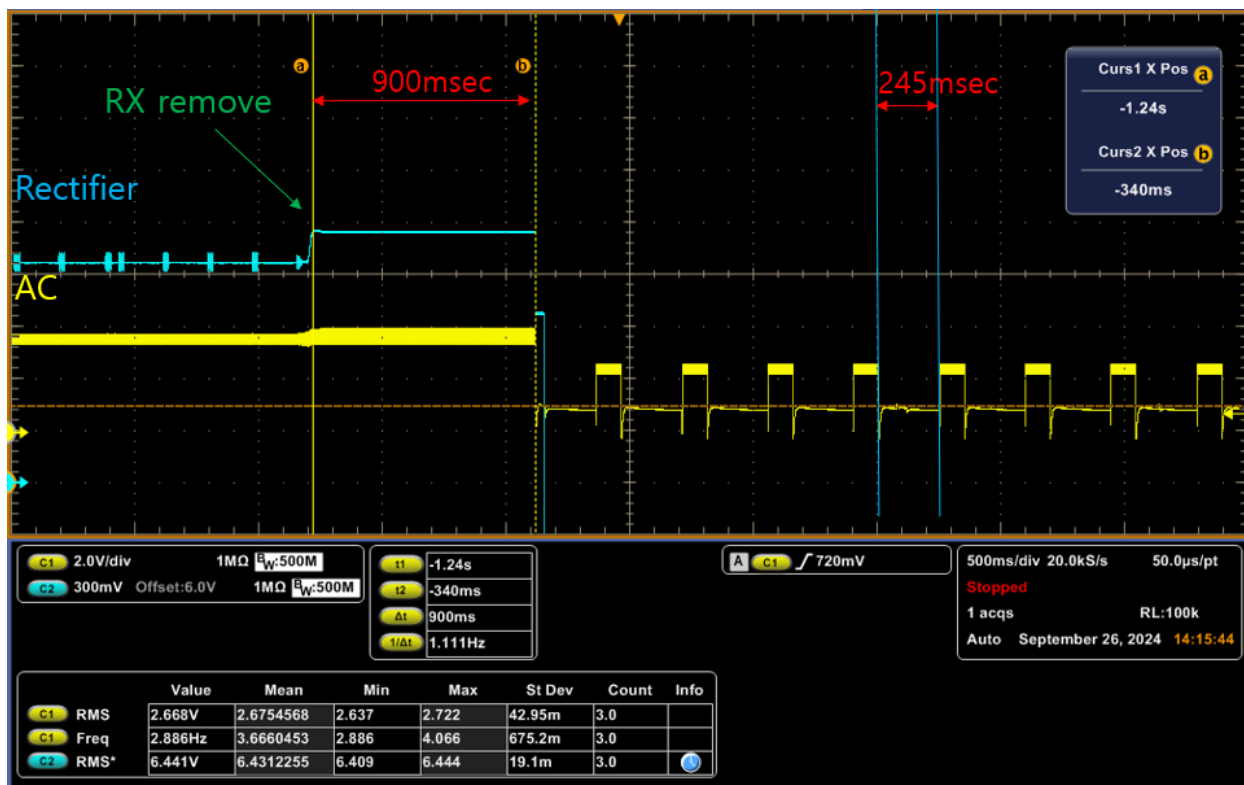 a
b
900msec
245msec
RX remove
Rectifier
AC
Curs1 X Pos a
-1.24s
Curs2 X Pos b
-340ms
C1 2.0V/div 1MΩ BW:500M
C2 300mV Offset:6.0V 1MΩ BW:500M
t1 -1.24s
t2 -340ms
Δt 900ms
1/Δt 1.111Hz
A C1 720mV
500ms/div 20.0kS/s 50.0µs/pt
Stopped
1 acqs RL:100k
Auto September 26, 2024 14:15:44
Value Mean Min Max St Dev Count Info
C1 RMS 2.668V 2.6754568 2.637 2.722 42.95m 3.0
C1 Freq 2.886Hz 3.6660453 2.886 4.066 675.2m 3.0
C2 RMS* 6.441V 6.4312255 6.409 6.444 19.1m 3.0